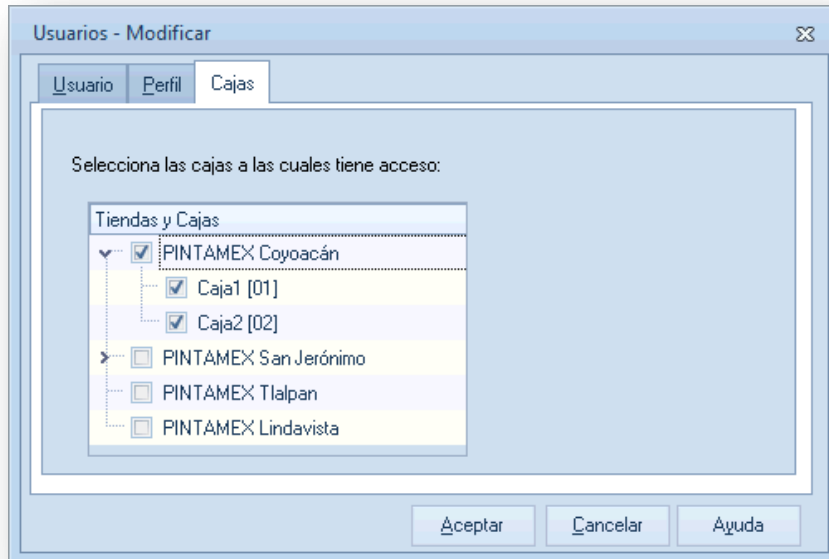 Usuarios - Modificar
Usuario Perfil Cajas
Selecciona las cajas a las cuales tiene acceso:
Tiendas y Cajas
PINTAMEX Coyoacán
Caja1 [01]
Caja2 [02]
PINTAMEX San Jerónimo
PINTAMEX Tlalpan
PINTAMEX Lindavista
Aceptar Cancelar Ayuda